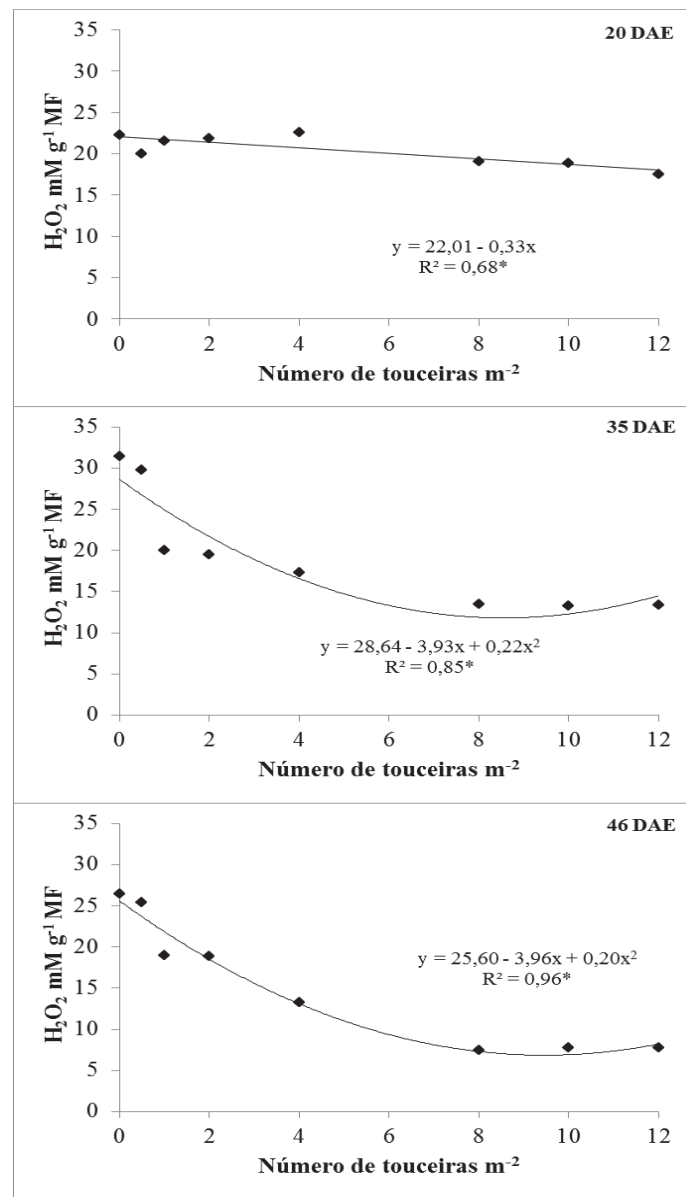 20 DAE
H₂O₂ mM g⁻¹ MF
35
30
25
20
15
10
5
0
y = 22,01 - 0,33x
R² = 0,68*
0 2 4 6 8 10 12
Número de touceiras m⁻²
35 DAE
H₂O₂ mM g⁻¹ MF
35
30
25
20
15
10
5
0
y = 28,64 - 3,93x + 0,22x²
R² = 0,85*
0 2 4 6 8 10 12
Número de touceiras m⁻²
46 DAE
H₂O₂ mM g⁻¹ MF
35
30
25
20
15
10
5
0
y = 25,60 - 3,96x + 0,20x²
R² = 0,96*
0 2 4 6 8 10 12
Número de touceiras m⁻²